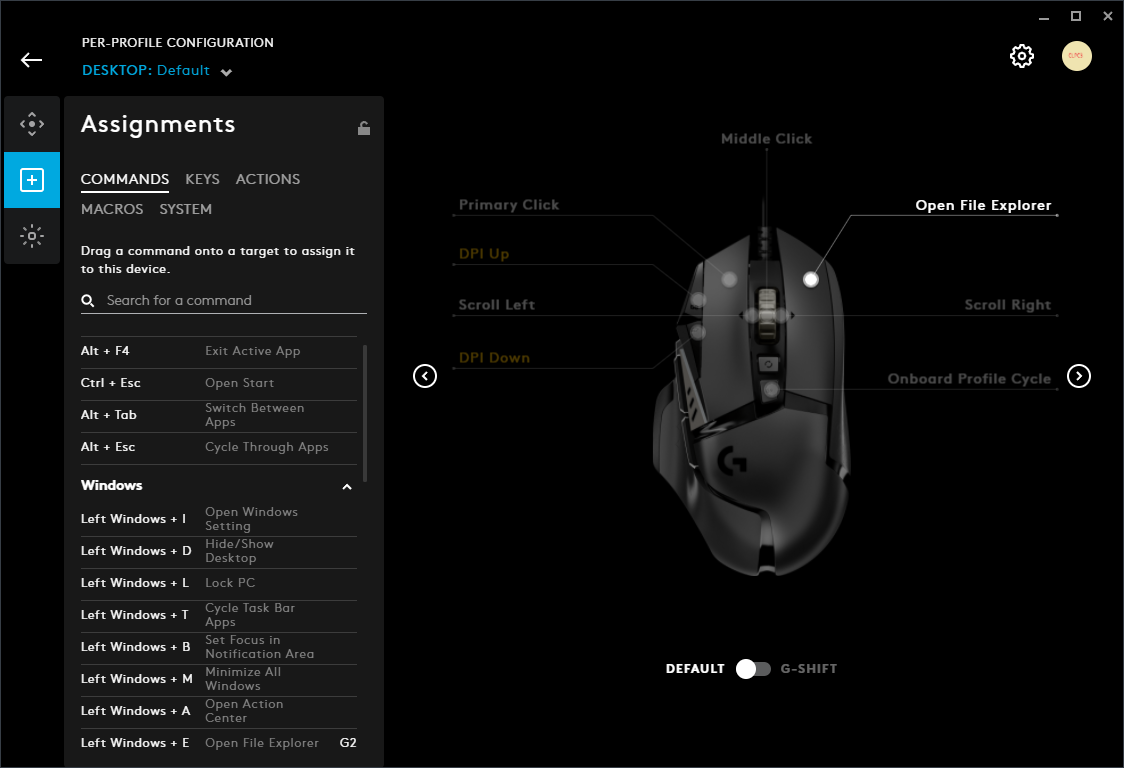 PER-PROFILE CONFIGURATION
DESKTOP: Default
Assignments
COMMANDS KEYS ACTIONS
MACROS SYSTEM
Drag a command onto a target to assign it
to this device.
Search for a command
Alt + F4 Exit Active App
Ctrl + Esc Open Start
Alt + Tab Switch Between
Apps
Alt + Esc Cycle Through Apps
Windows
Left Windows + I Open Windows
Setting
Left Windows + D Hide/Show
Desktop
Left Windows + L Lock PC
Left Windows + T Cycle Task Bar
Apps
Left Windows + B Set Focus in
Notification Area
Left Windows + M Minimize All
Windows
Left Windows + A Open Action
Center
Left Windows + E Open File Explorer G2
Middle Click
Primary Click
Open File Explorer
DPI Up
Scroll Left
Scroll Right
DPI Down
Onboard Profile Cycle
DEFAULT G-SHIFT